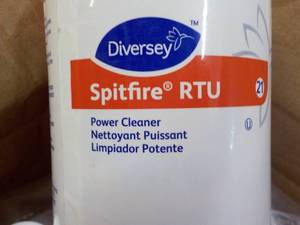 Diversey
Spitfire® RTU
21
Power Cleaner
Nettoyant Puissant
Limpiador Potente
U